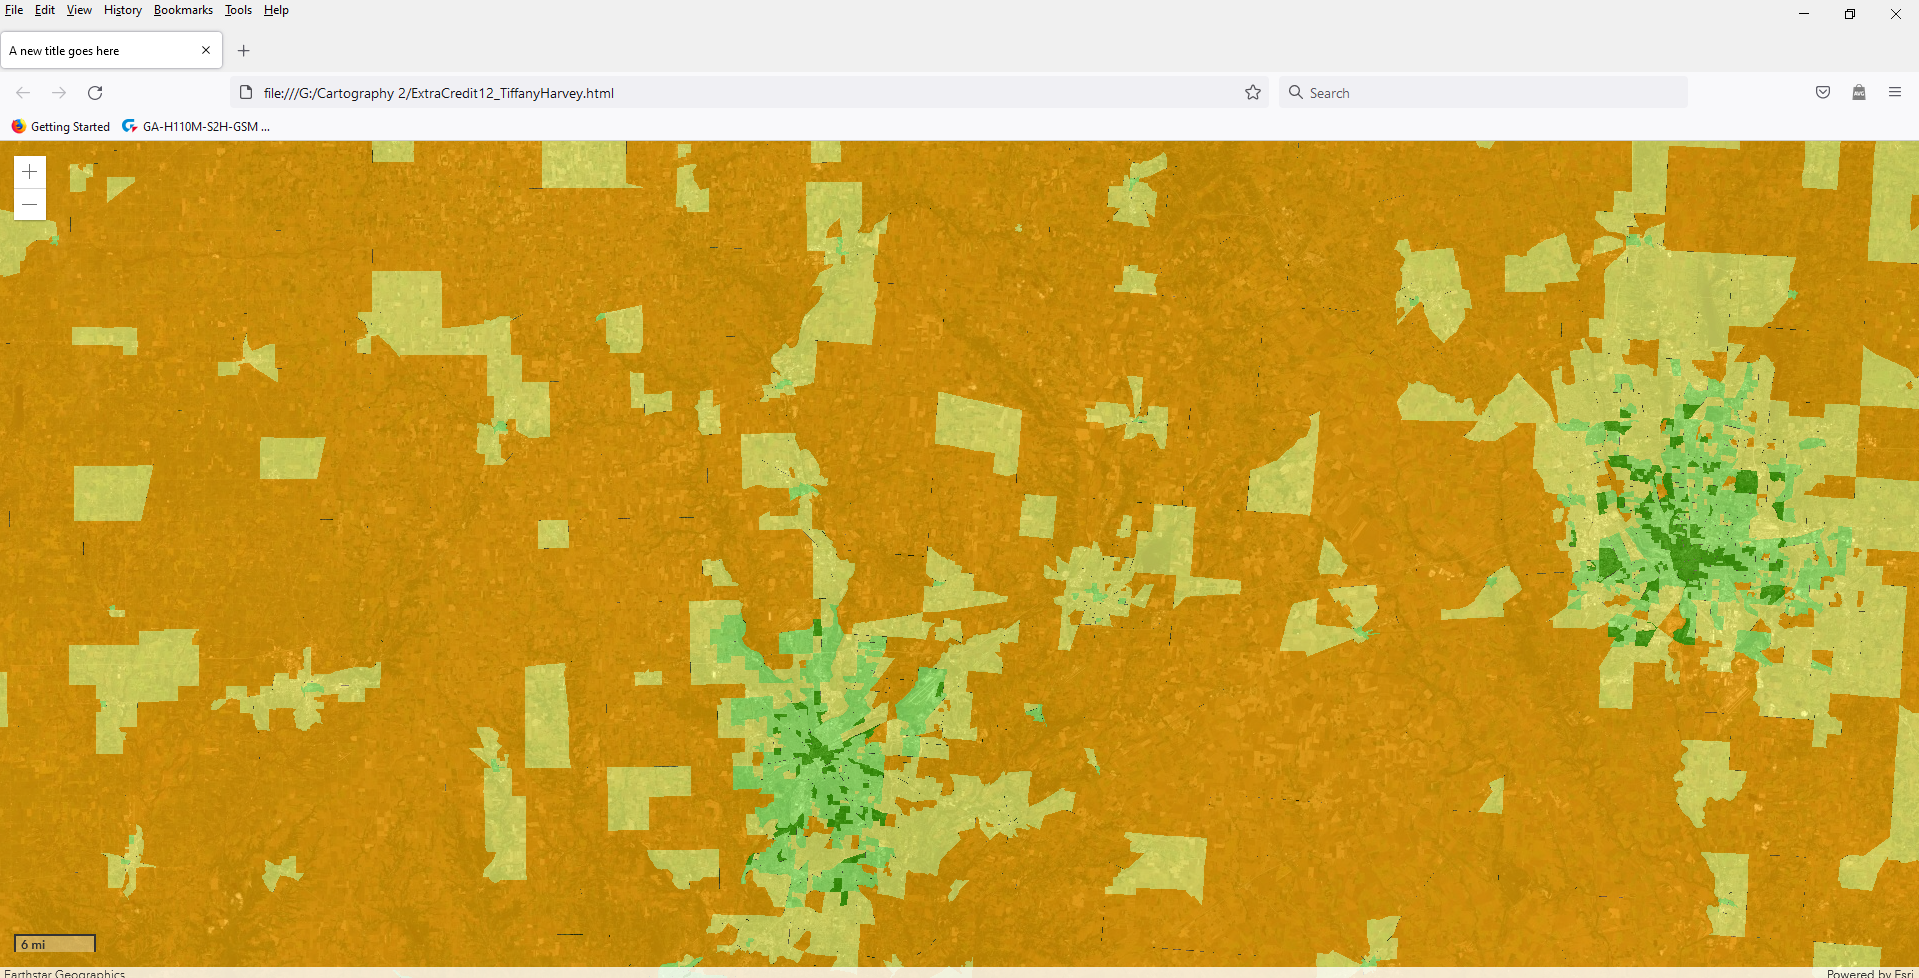 File Edit View History Bookmarks Tools Help
A new title goes here
file:///G:/Cartography 2/ExtraCredit12_TiffanyHarvey.html
Search
AVG
Getting Started GA-H110M-S2H-GSM ...
6 mi
Earthstar Geographics
Powered by Esri